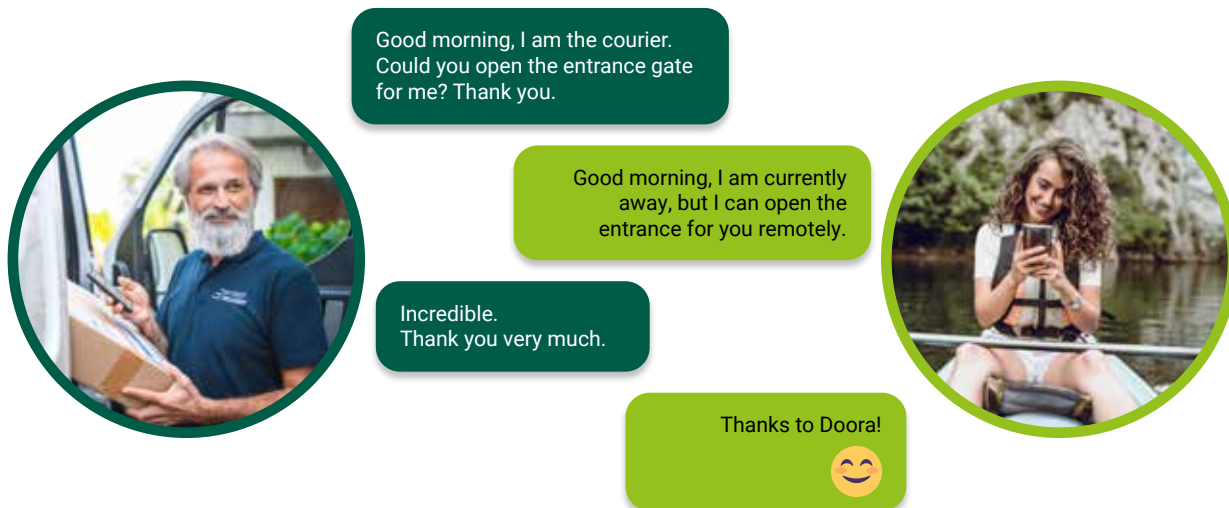 Good morning, I am the courier.
Could you open the entrance gate
for me? Thank you.
Good morning, I am currently
away, but I can open the
entrance for you remotely.
Incredible.
Thank you very much.
Thanks to Doora!